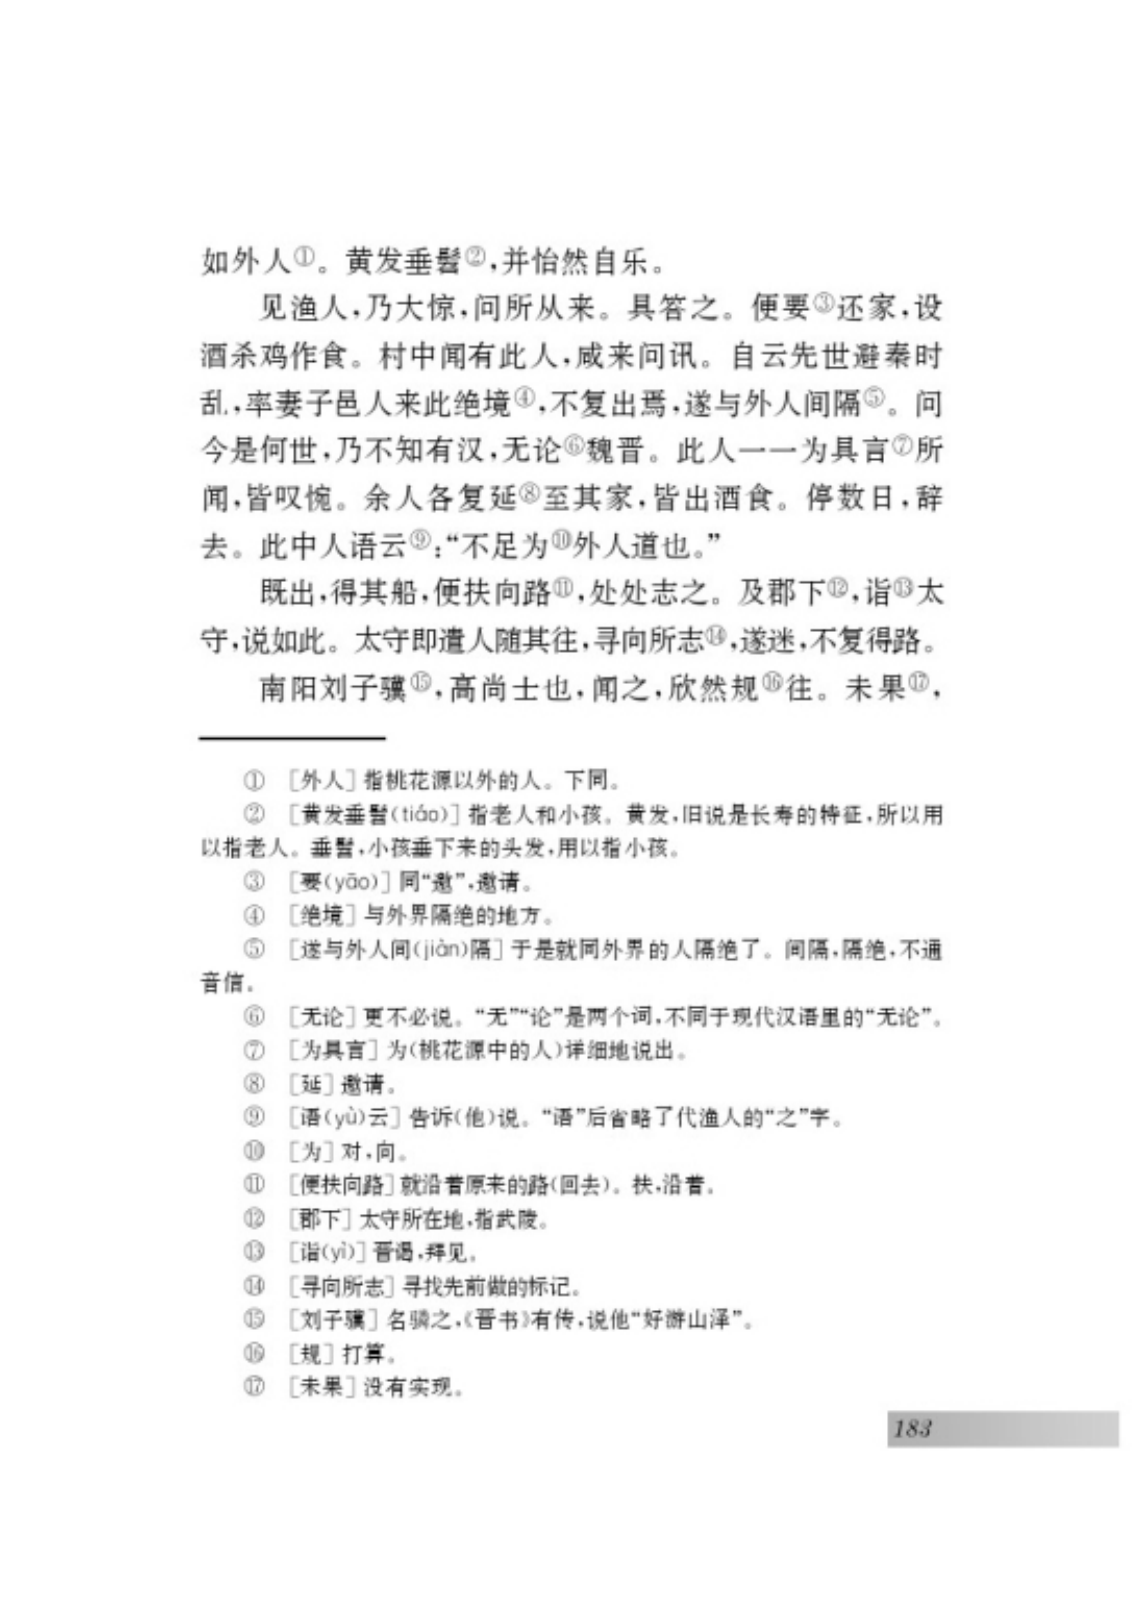 如外人①。黄发垂髫②,并怡然自乐。
见渔人,乃大惊,问所从来。具答之。便要③还家,设
酒杀鸡作食。村中闻有此人,咸来问讯。自云先世避秦时
乱,率妻子邑人来此绝境④,不复出焉,遂与外人间隔⑤。问
今是何世,乃不知有汉,无论⑥魏晋。此人一一为具言⑦所
闻,皆叹惋。余人各复延⑧至其家,皆出酒食。停数日,辞
去。此中人语云⑨:“不足为⑩外人道也。”
既出,得其船,便扶向路⑪,处处志之。及郡下⑫,诣⑬太
守,说如此。太守即遣人随其往,寻向所志⑭,遂迷,不复得路。
南阳刘子骥⑮,高尚士也,闻之,欣然规⑯往。未果⑰,
① [外人] 指桃花源以外的人。下同。
② [黄发垂髫(tiáo)] 指老人和小孩。黄发,旧说是长寿的特征,所以用
以指老人。垂髫,小孩垂下来的头发,用以指小孩。
③ [要(yāo)] 同“邀”,邀请。
④ [绝境] 与外界隔绝的地方。
⑤ [遂与外人间(jiàn)隔] 于是就同外界的人隔绝了。间隔,隔绝,不通
音信。
⑥ [无论] 更不必说。“无”“论”是两个词,不同于现代汉语里的“无论”。
⑦ [为具言] 为(桃花源中的人)详细地说出。
⑧ [延] 邀请。
⑨ [语(yù)云] 告诉(他)说。“语”后省略了代渔人的“之”字。
⑩ [为] 对,向。
⑪ [便扶向路] 就沿着原来的路(回去)。扶,沿着。
⑫ [郡下] 太守所在地,指武陵。
⑬ [诣(yì)] 晋谒,拜见。
⑭ [寻向所志] 寻找先前做的标记。
⑮ [刘子骥] 名骑之,《晋书》有传,说他“好游山泽”。
⑯ [规] 打算。
⑰ [未果] 没有实现。
183